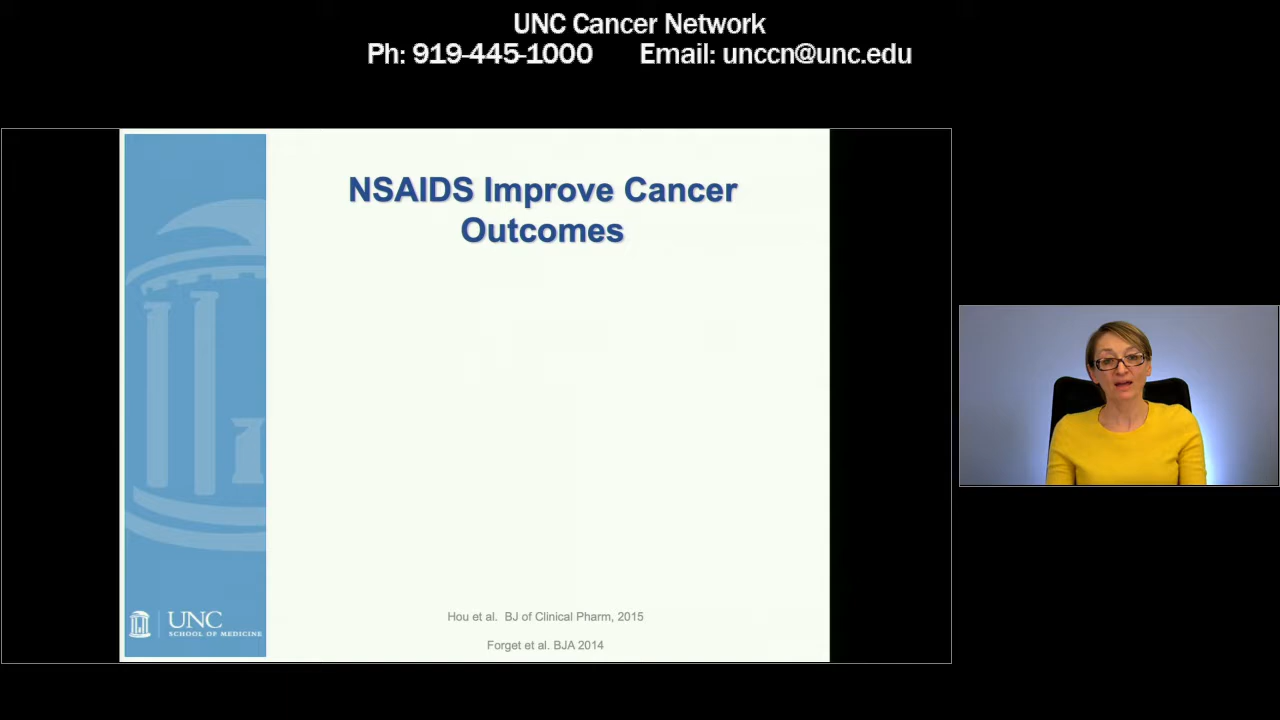 UNC Cancer Network
Ph: 919-445-1000 Email: unccn@unc.edu
NSAIDS Improve Cancer
Outcomes
Hou et al. BJ of Clinical Pharm, 2015
Forget et al. BJA 2014
UNC
SCHOOL OF MEDICINE